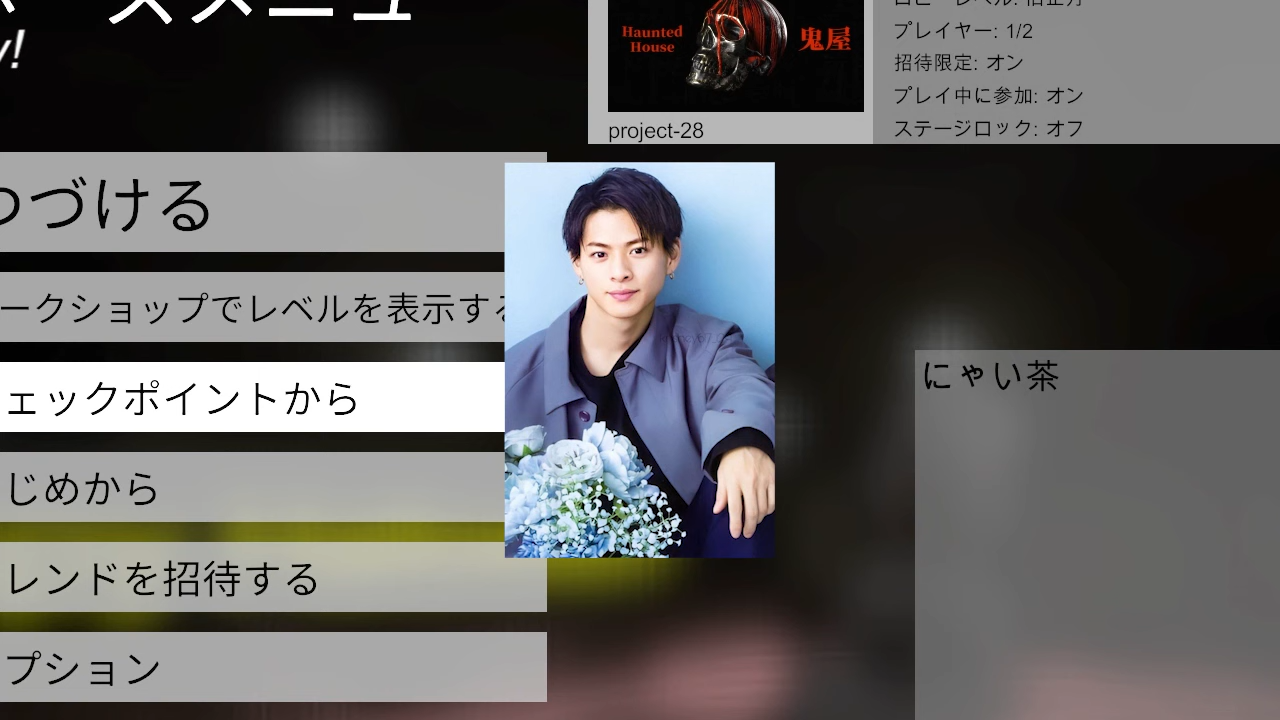 y!
Haunted
House
鬼屋
project-28
プレイヤー: 1/2
招待限定: オン
プレイ中に参加: オン
ステージロック: オフ
つづける
ークショップでレベルを表示する
ェックポイントから
じめから
レンドを招待する
プション
にゃい茶